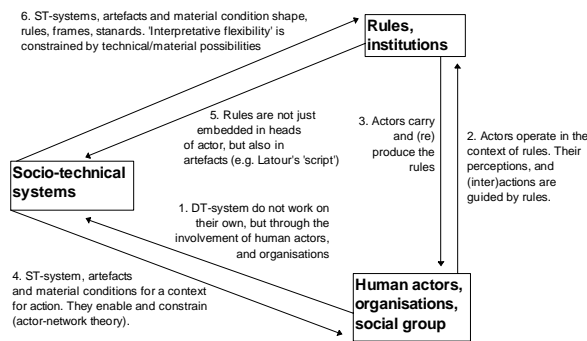 6. ST-systems, artefacts and material condition shape,
rules, frames, stanards. 'Interpretative flexibility' is
constrained by technical/material possibilities
Rules,
institutions
5. Rules are not just
embedded in heads
of actor, but also in
artefacts (e.g. Latour's 'script')
3. Actors carry
and (re)
produce the
rules
2. Actors operate in the
context of rules. Their
perceptions, and
(inter)actions are
guided by rules.
Socio-technical
systems
1. DT-system do not work on
their own, but through the
involvement of human actors,
and organisations
4. ST-system, artefacts
and material conditions for a context
for action. They enable and constrain
(actor-network theory).
Human actors,
organisations,
social group